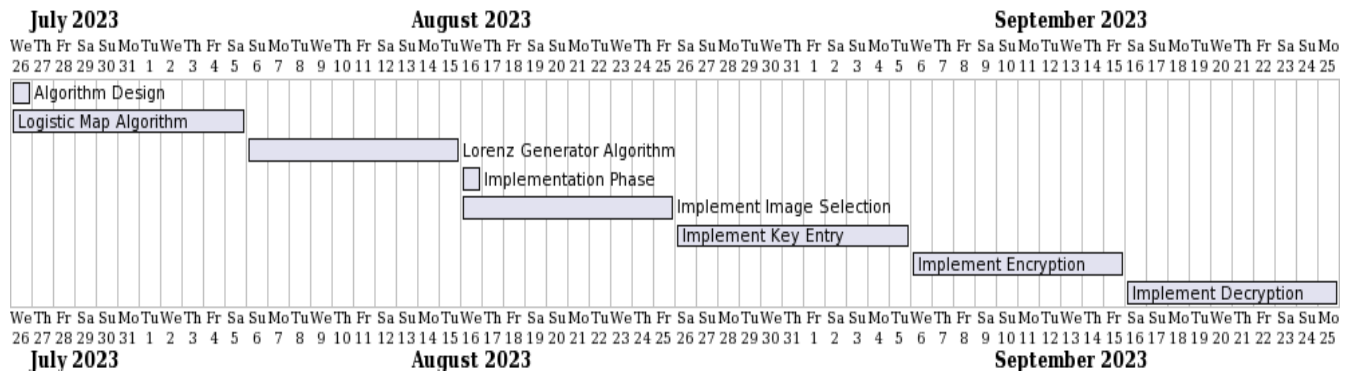 July 2023 August 2023 September 2023
We Th Fr Sa Su Mo Tu We Th Fr Sa Su Mo Tu We Th Fr Sa Su Mo Tu We Th Fr Sa Su Mo Tu We Th Fr Sa Su Mo Tu We Th Fr Sa Su Mo Tu We Th Fr Sa Su Mo Tu We Th Fr Sa Su Mo Tu We Th Fr Sa Su Mo
26 27 28 29 30 31 1 2 3 4 5 6 7 8 9 10 11 12 13 14 15 16 17 18 19 20 21 22 23 24 25 26 27 28 29 30 31 1 2 3 4 5 6 7 8 9 10 11 12 13 14 15 16 17 18 19 20 21 22 23 24 25
Algorithm Design
Logistic Map Algorithm
Lorenz Generator Algorithm
Implementation Phase
Implement Image Selection
Implement Key Entry
Implement Encryption
Implement Decryption
We Th Fr Sa Su Mo Tu We Th Fr Sa Su Mo Tu We Th Fr Sa Su Mo Tu We Th Fr Sa Su Mo Tu We Th Fr Sa Su Mo Tu We Th Fr Sa Su Mo Tu We Th Fr Sa Su Mo Tu We Th Fr Sa Su Mo Tu We Th Fr Sa Su Mo
26 27 28 29 30 31 1 2 3 4 5 6 7 8 9 10 11 12 13 14 15 16 17 18 19 20 21 22 23 24 25 26 27 28 29 30 31 1 2 3 4 5 6 7 8 9 10 11 12 13 14 15 16 17 18 19 20 21 22 23 24 25
July 2023 August 2023 September 2023